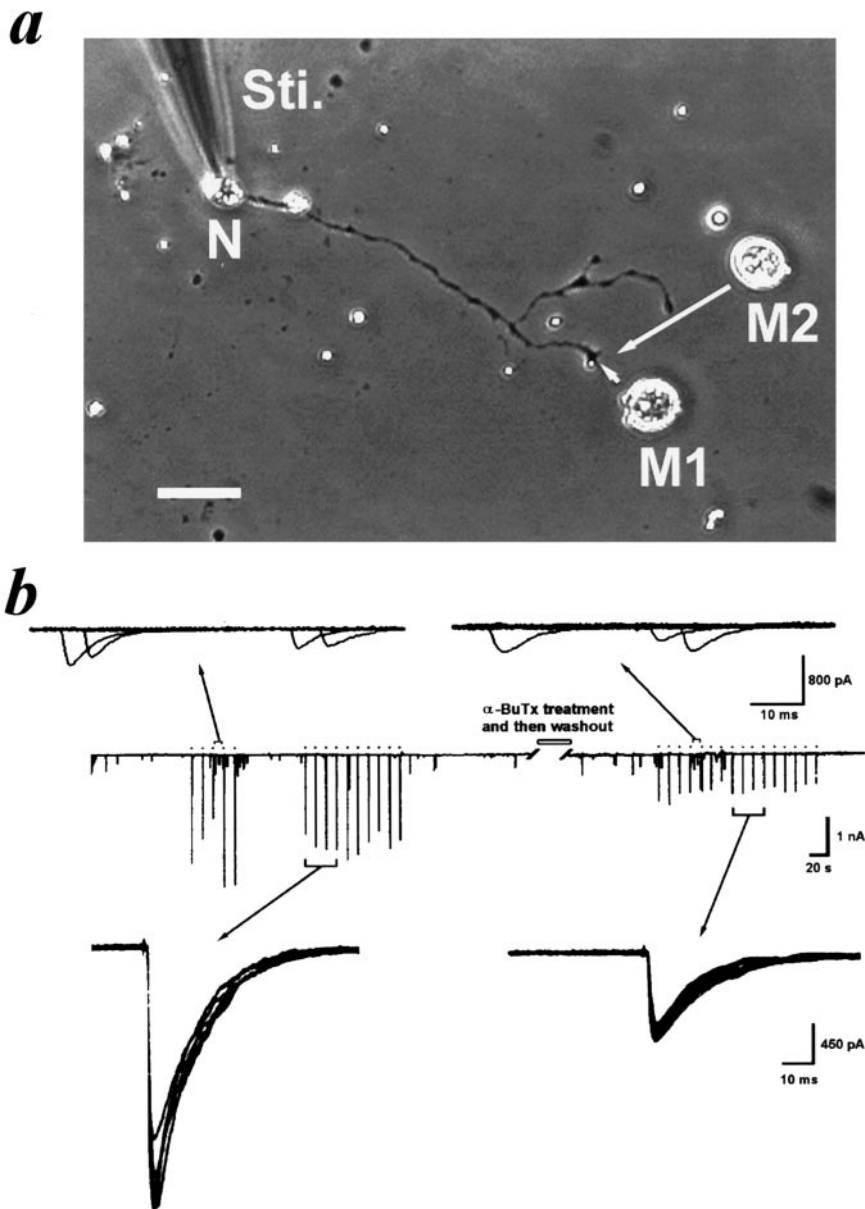 a
Sti.
N
M2
M1
b
800 pA
10 ms
α-BuTx treatment
and then washout
1 nA
20 s
450 pA
10 ms